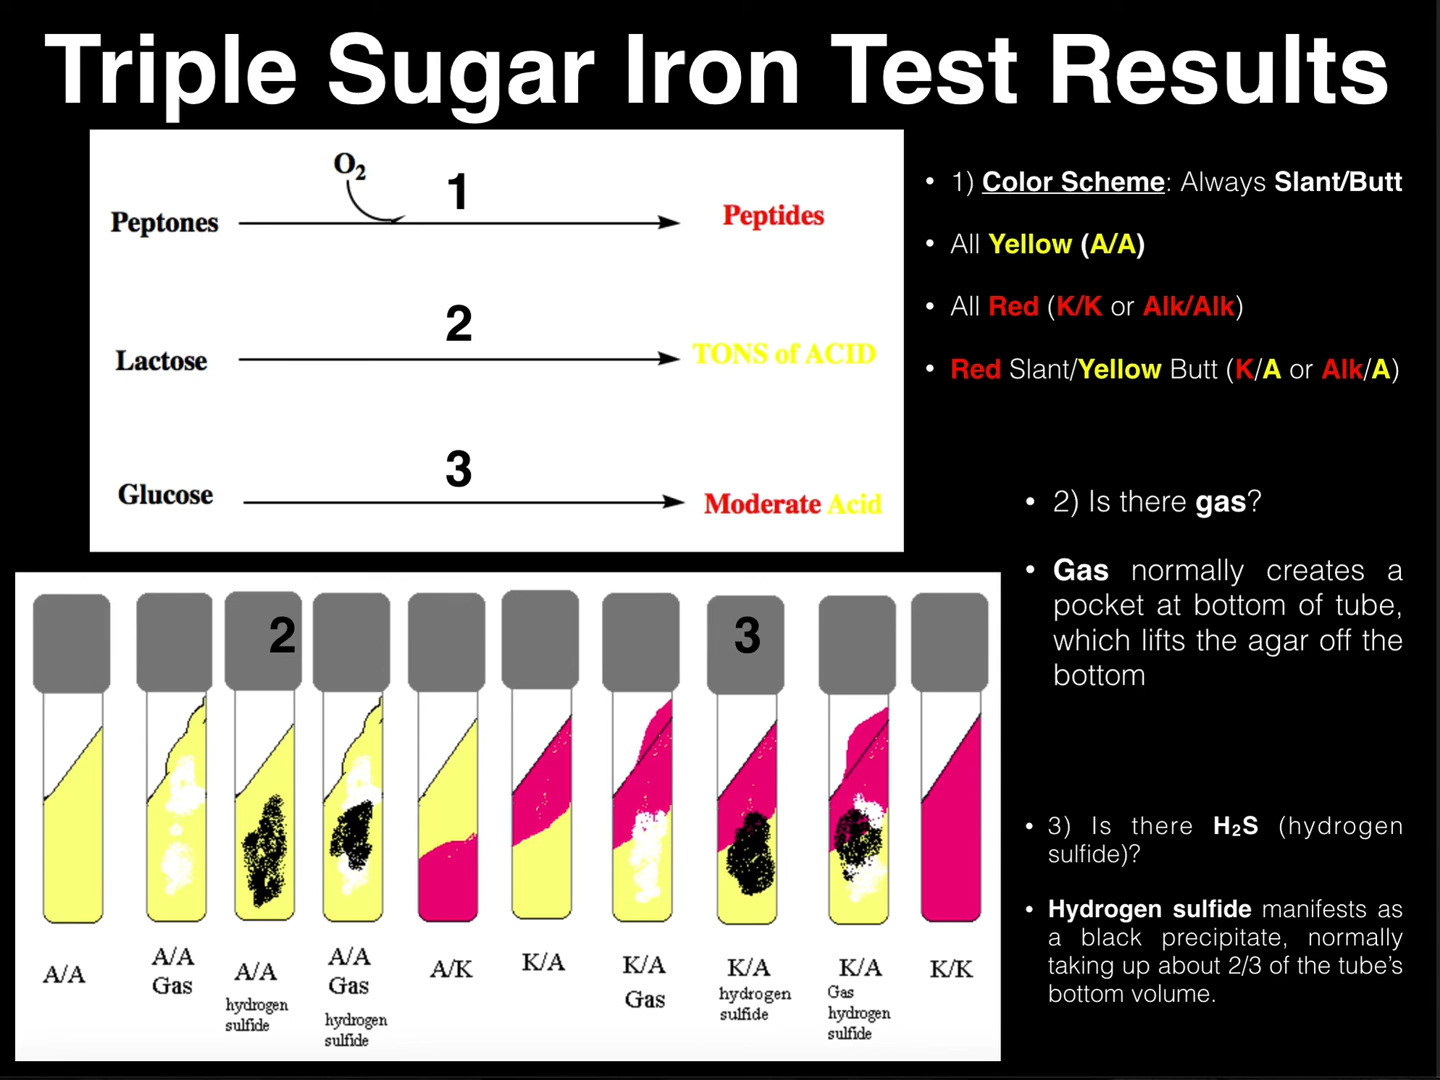 Triple Sugar Iron Test Results
O₂
1
Peptones
Peptides
2
Lactose
TONS of ACID
3
Glucose
Moderate Acid
• 1) Color Scheme: Always Slant/Butt
• All Yellow (A/A)
• All Red (K/K or Alk/Alk)
• Red Slant/Yellow Butt (K/A or Alk/A)
• 2) Is there gas?
• Gas normally creates a
pocket at bottom of tube,
which lifts the agar off the
bottom
• 3) Is there H₂S (hydrogen
sulfide)?
• Hydrogen sulfide manifests as
a black precipitate, normally
taking up about 2/3 of the tube's
bottom volume.
2
3
A/A
A/A
Gas
A/A
hydrogen
sulfide
A/A
Gas
hydrogen
sulfide
A/K
K/A
K/A
Gas
K/A
hydrogen
sulfide
K/A
Gas
hydrogen
sulfide
K/K